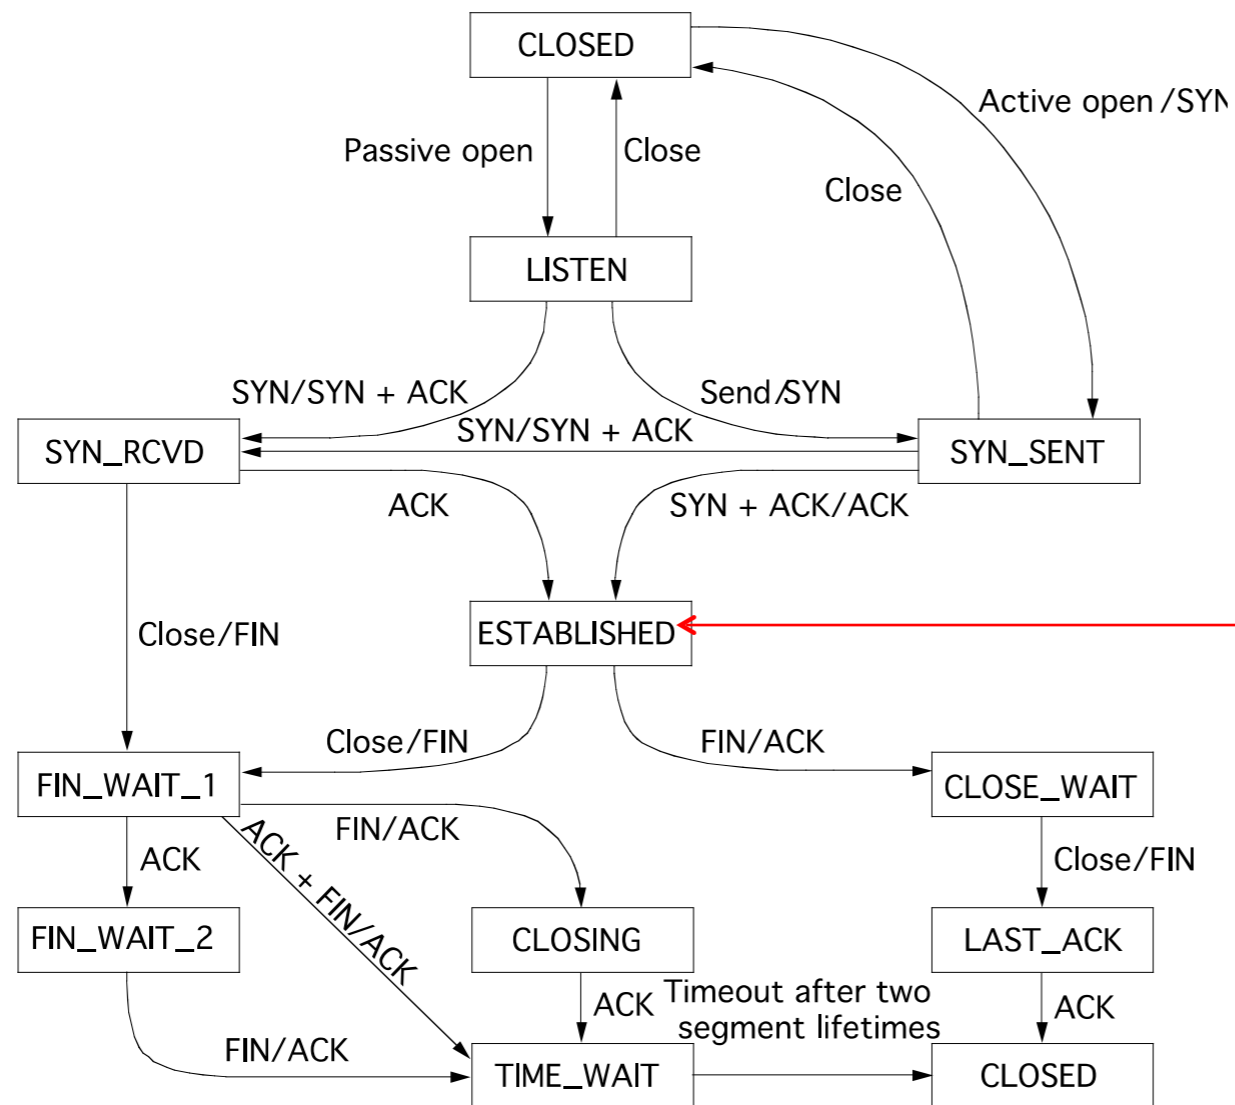 CLOSED
Active open /SYN
Passive open
Close
Close
LISTEN
SYN/SYN + ACK
Send/SYN
SYN/SYN + ACK
SYN_RCVD
SYN_SENT
ACK
SYN + ACK/ACK
ESTABLISHED
Close/FIN
Close/FIN
FIN/ACK
FIN_WAIT_1
CLOSE_WAIT
FIN/ACK
ACK + FIN/ACK
ACK
Close/FIN
FIN_WAIT_2
CLOSING
LAST_ACK
ACK
Timeout after two
segment lifetimes
ACK
FIN/ACK
TIME_WAIT
CLOSED